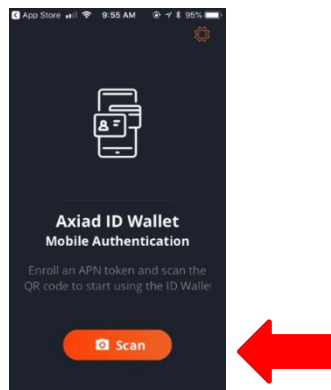 App Store 9:55 AM 95%
Axiad ID Wallet
Mobile Authentication
Enroll an APN token and scan the
QR code to start using the ID Walle
Scan